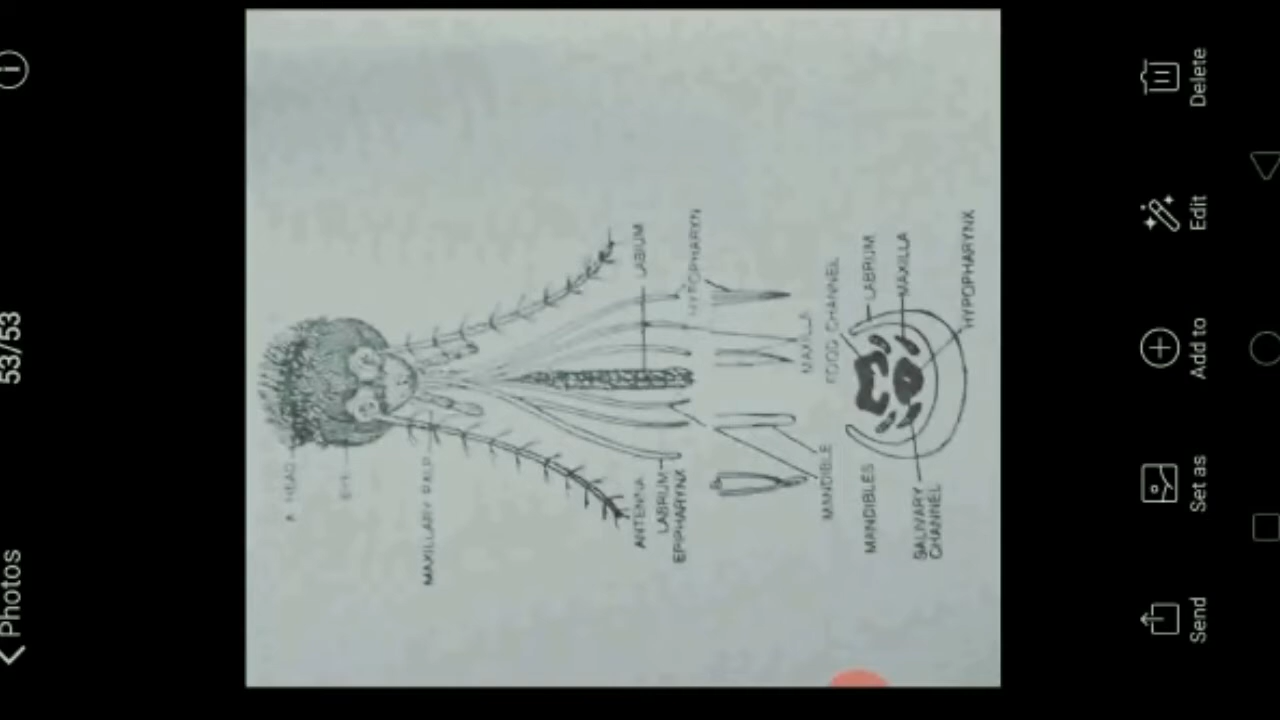 Photos
53/53
A HEAD
EYE
MAXILLARY PALP
ANTENNA
LABRUM
EPIPHARYNX
LABIUM
HYPOPHARYN
MAXILLA
MANDIBLE
FOOD CHANNEL
LABRUM
MAXILLA
HYPOPHARYNX
MANDIBLES
SALIVARY
CHANNEL
Send
Set as
Add to
Edit
Delete